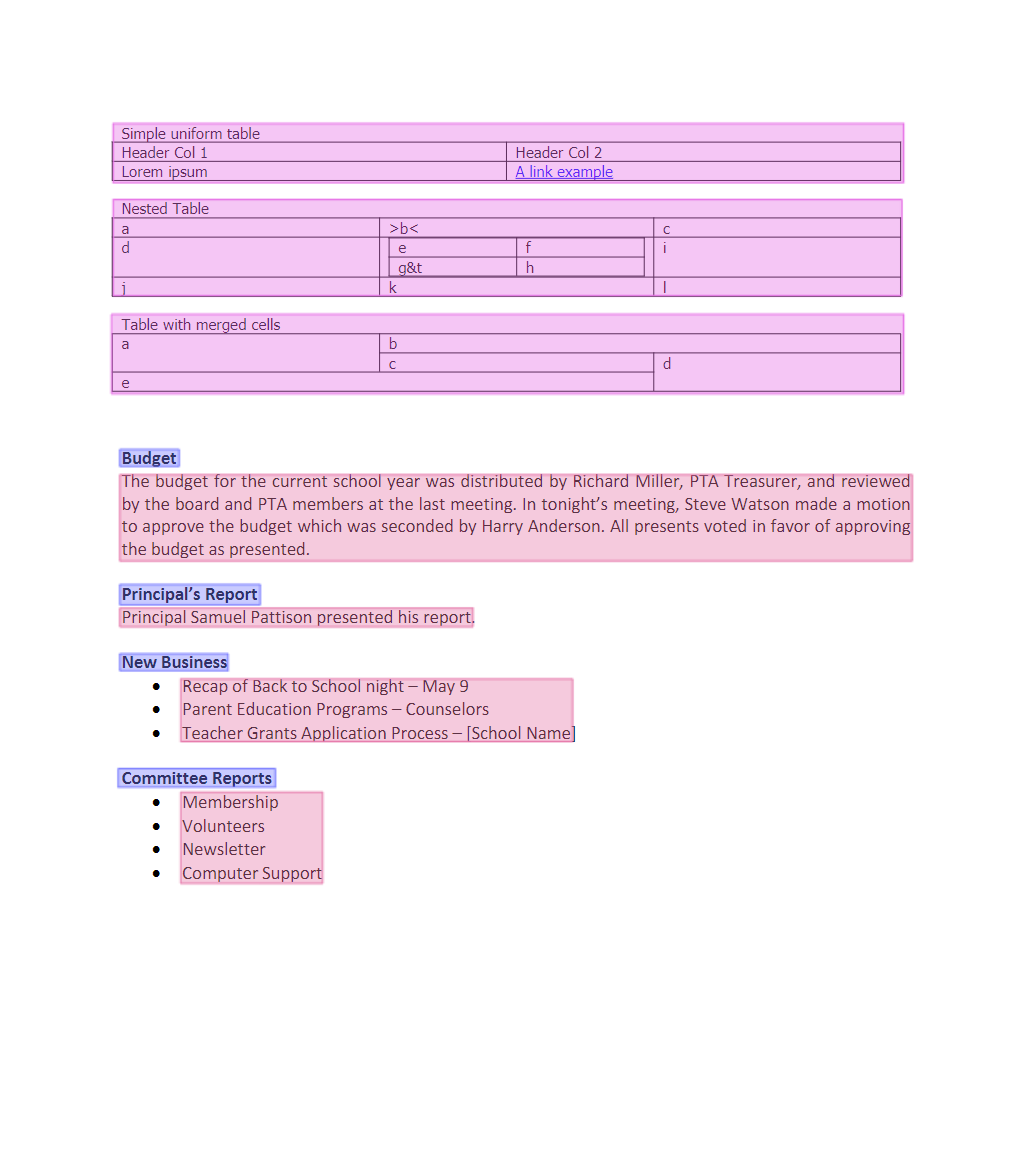 Simple uniform table
Header Col 1 Header Col 2
Lorem ipsum A link example
Nested Table
a >b< c
d e f i
g&t h
j k l
Table with merged cells
a b
c d
e
Budget
The budget for the current school year was distributed by Richard Miller, PTA Treasurer, and reviewed
by the board and PTA members at the last meeting. In tonight’s meeting, Steve Watson made a motion
to approve the budget which was seconded by Harry Anderson. All presents voted in favor of approving
the budget as presented.
Principal’s Report
Principal Samuel Pattison presented his report.
New Business
• Recap of Back to School night – May 9
• Parent Education Programs – Counselors
• Teacher Grants Application Process – [School Name]
Committee Reports
• Membership
• Volunteers
• Newsletter
• Computer Support